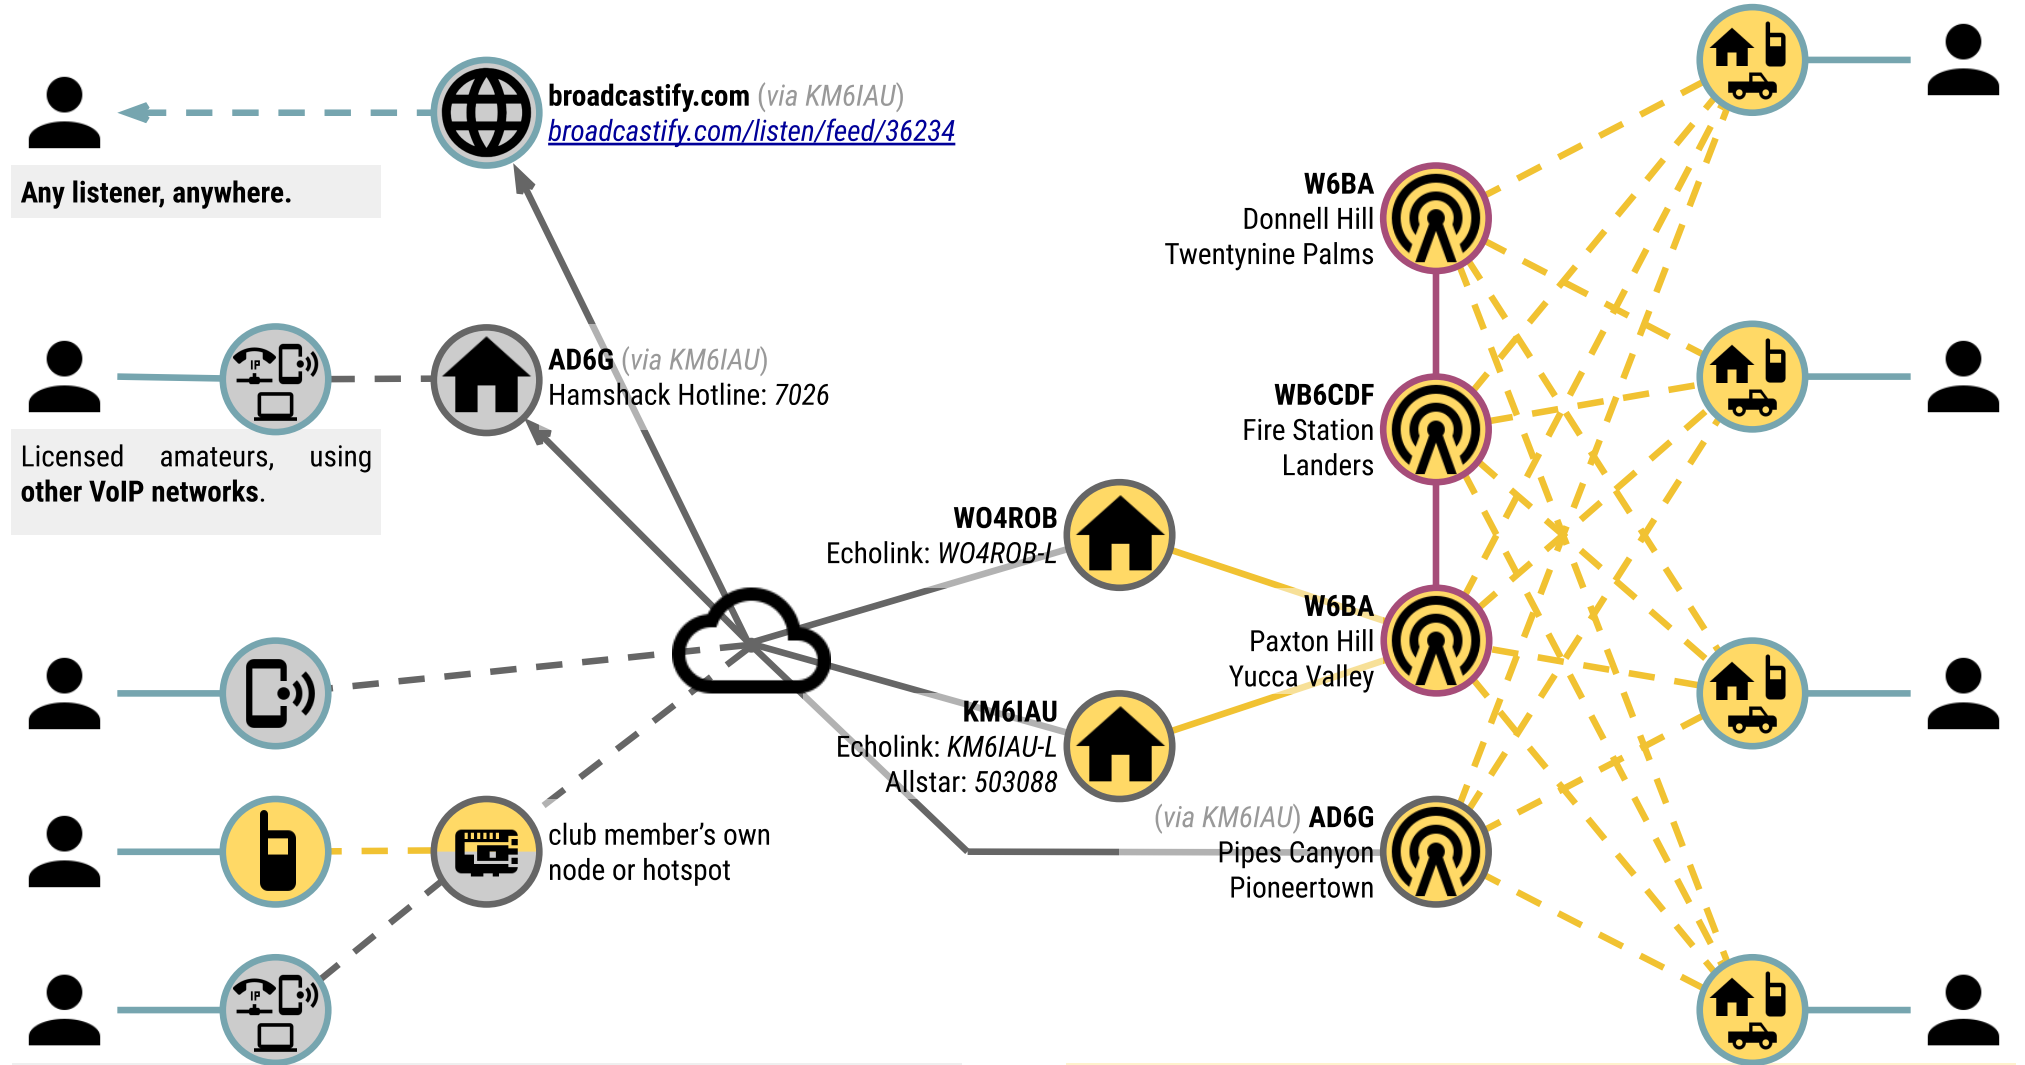 broadcastify.com (via KM6IAU)
broadcastify.com/listen/feed/36234
Any listener, anywhere.
AD6G (via KM6IAU)
Hamshack Hotline: 7026
IP
Licensed amateurs, using
other VoIP networks.
W6BA
Donnell Hill
Twentynine Palms
WB6CDF
Fire Station
Landers
WO4ROB
Echolink: WO4ROB-L
W6BA
Paxton Hill
Yucca Valley
KM6IAU
Echolink: KM6IAU-L
Allstar: 503088
(via KM6IAU) AD6G
Pipes Canyon
Pioneertown
club member's own
node or hotspot
IP